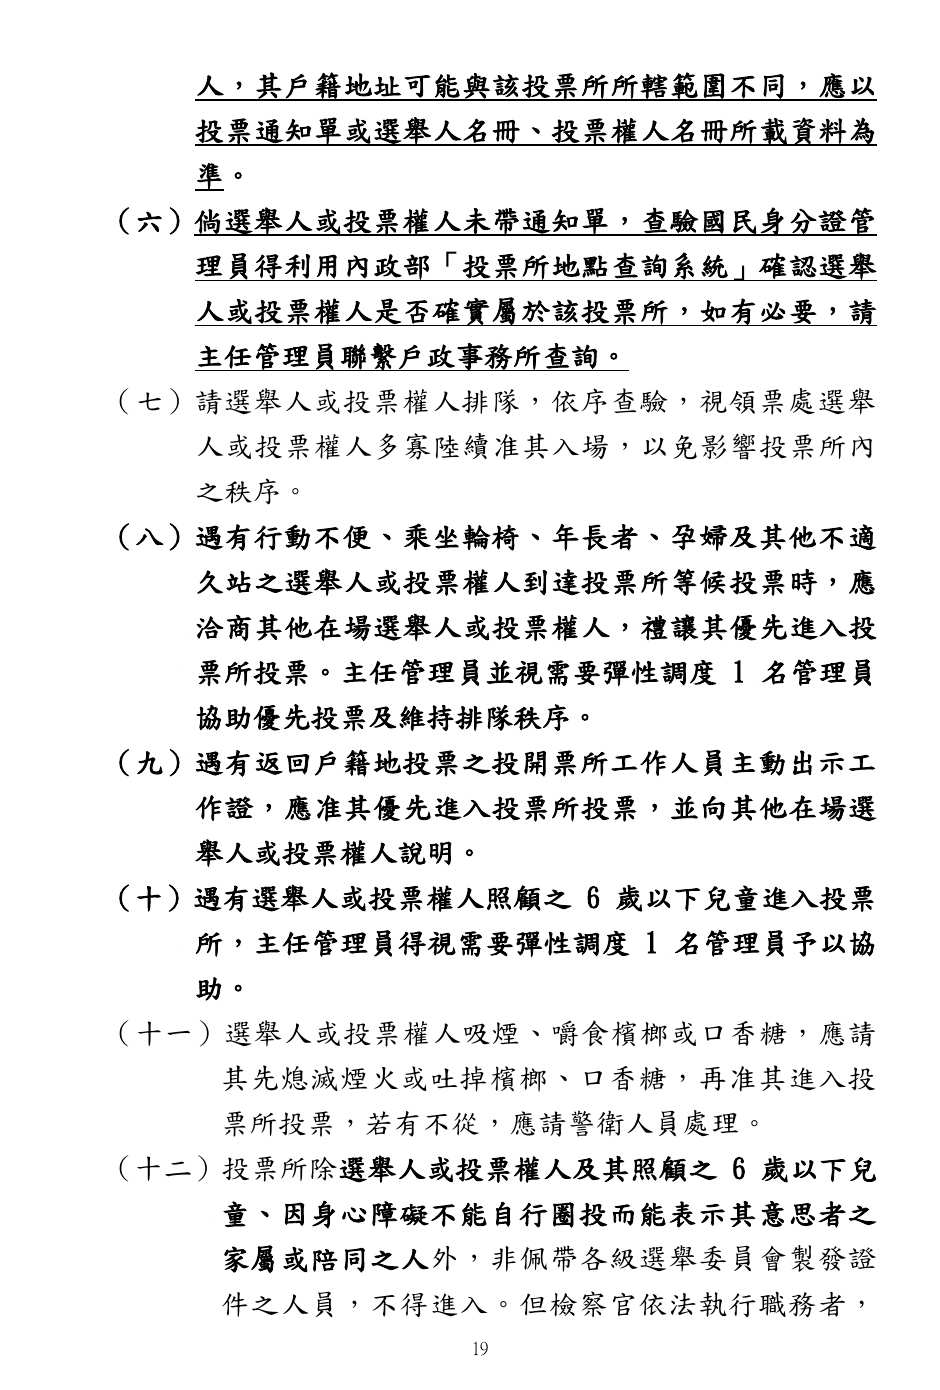 人，其戶籍地址可能與該投票所所轄範圍不同，應以
投票通知單或選舉人名冊、投票權人名冊所載資料為
準。
（六）倘選舉人或投票權人未帶通知單，查驗國民身分證管
理員得利用內政部「投票所地點查詢系統」確認選舉
人或投票權人是否確實屬於該投票所，如有必要，請
主任管理員聯繫戶政事務所查詢。
（七）請選舉人或投票權人排隊，依序查驗，視領票處選舉
人或投票權人多寡陸續准其入場，以免影響投票所內
之秩序。
（八）遇有行動不便、乘坐輪椅、年長者、孕婦及其他不適
久站之選舉人或投票權人到達投票所等候投票時，應
洽商其他在場選舉人或投票權人，禮讓其優先進入投
票所投票。主任管理員並視需要彈性調度 1 名管理員
協助優先投票及維持排隊秩序。
（九）遇有返回戶籍地投票之投開票所工作人員主動出示工
作證，應准其優先進入投票所投票，並向其他在場選
舉人或投票權人說明。
（十）遇有選舉人或投票權人照顧之 6 歲以下兒童進入投票
所，主任管理員得視需要彈性調度 1 名管理員予以協
助。
（十一）選舉人或投票權人吸煙、嚼食檳榔或口香糖，應請
其先熄滅煙火或吐掉檳榔、口香糖，再准其進入投
票所投票，若有不從，應請警衛人員處理。
（十二）投票所除選舉人或投票權人及其照顧之 6 歲以下兒
童、因身心障礙不能自行圈投而能表示其意思者之
家屬或陪同之人外，非佩帶各級選舉委員會製發證
件之人員，不得進入。但檢察官依法執行職務者，
19